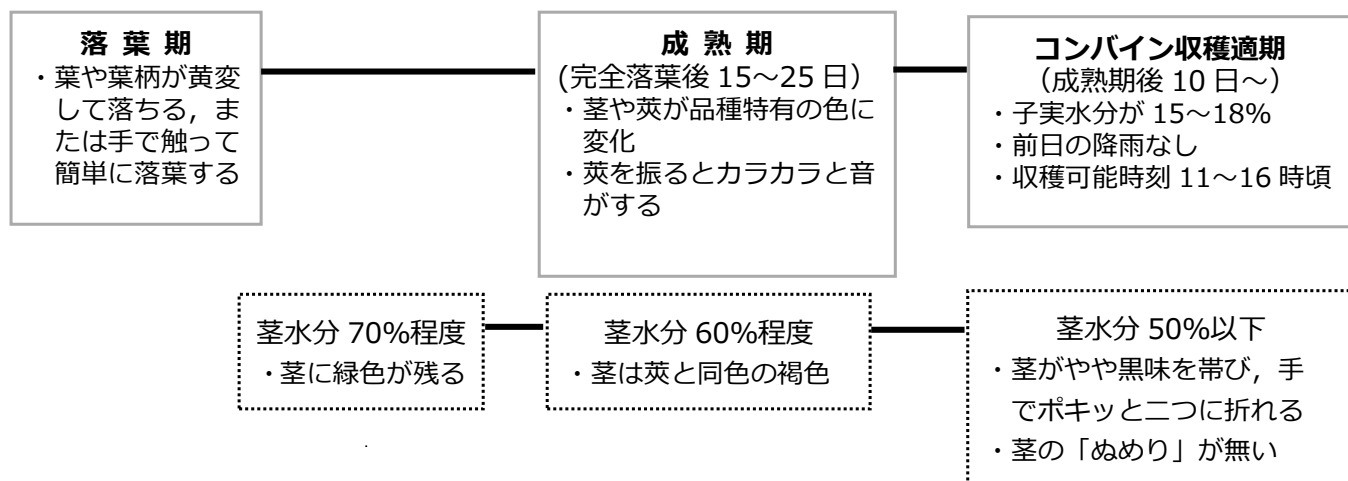 落 葉 期
・葉や葉柄が黄変
して落ちる，ま
たは手で触って
簡単に落葉する
成 熟 期
(完全落葉後 15～25 日）
・茎や莢が品種特有の色に
変化
・莢を振るとカラカラと音
がする
コンバイン収穫適期
（成熟期後 10 日～）
・子実水分が 15～18%
・前日の降雨なし
・収穫可能時刻 11～16 時頃
茎水分 70%程度
・茎に緑色が残る
茎水分 60%程度
・茎は莢と同色の褐色
茎水分 50%以下
・茎がやや黒味を帯び，手
でポキッと二つに折れる
・茎の「ぬめり」が無い